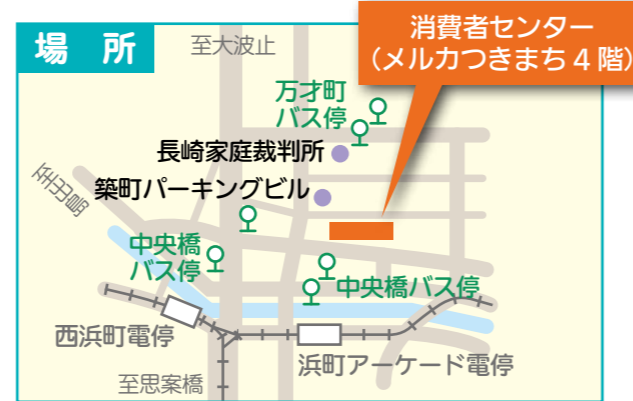 場 所
至大波止
消費者センター
(メルカつきまち4階)
万才町
バス停
長崎家庭裁判所
至出島
築町パーキングビル
中央橋
バス停
中央橋バス停
西浜町電停
浜町アーケード電停
至思案橋